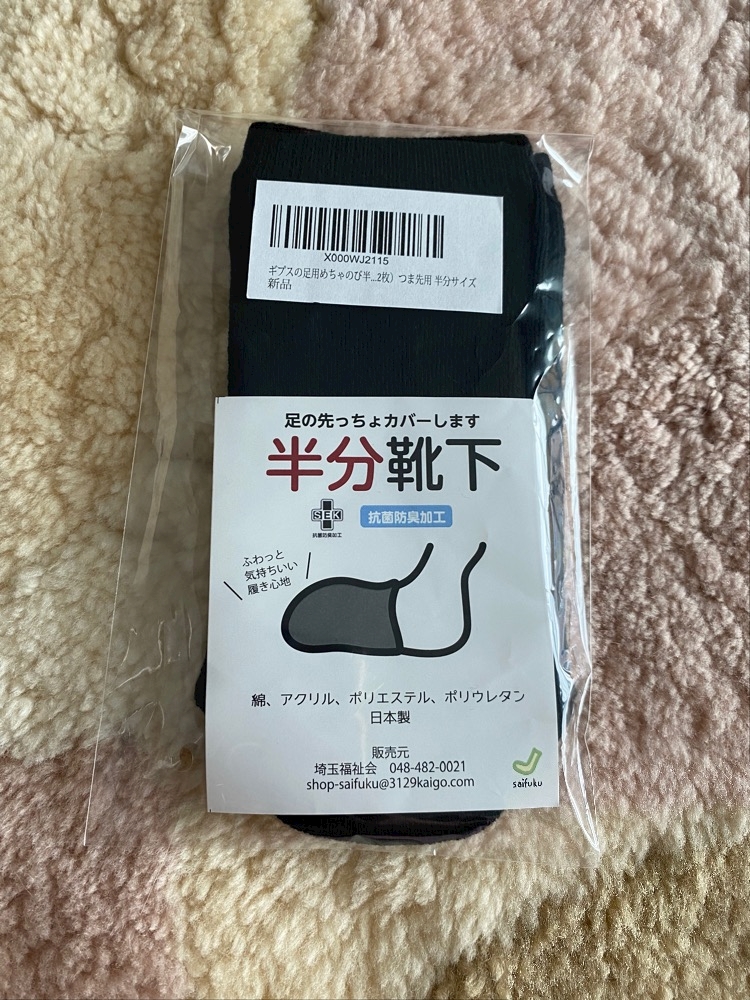 X000WJ2115
ギプスの足用めちゃのび半...2枚）つま先用 半分サイズ
新品
足の先っちょカバーします
半分靴下
SEK
抗菌防臭加工
抗菌防臭加工
ふわっと
気持ちいい
履き心地
綿、アクリル、ポリエステル、ポリウレタン
日本製
販売元
埼玉福祉会 048-482-0021
shop-saifuku@3129kaigo.com
saifuku